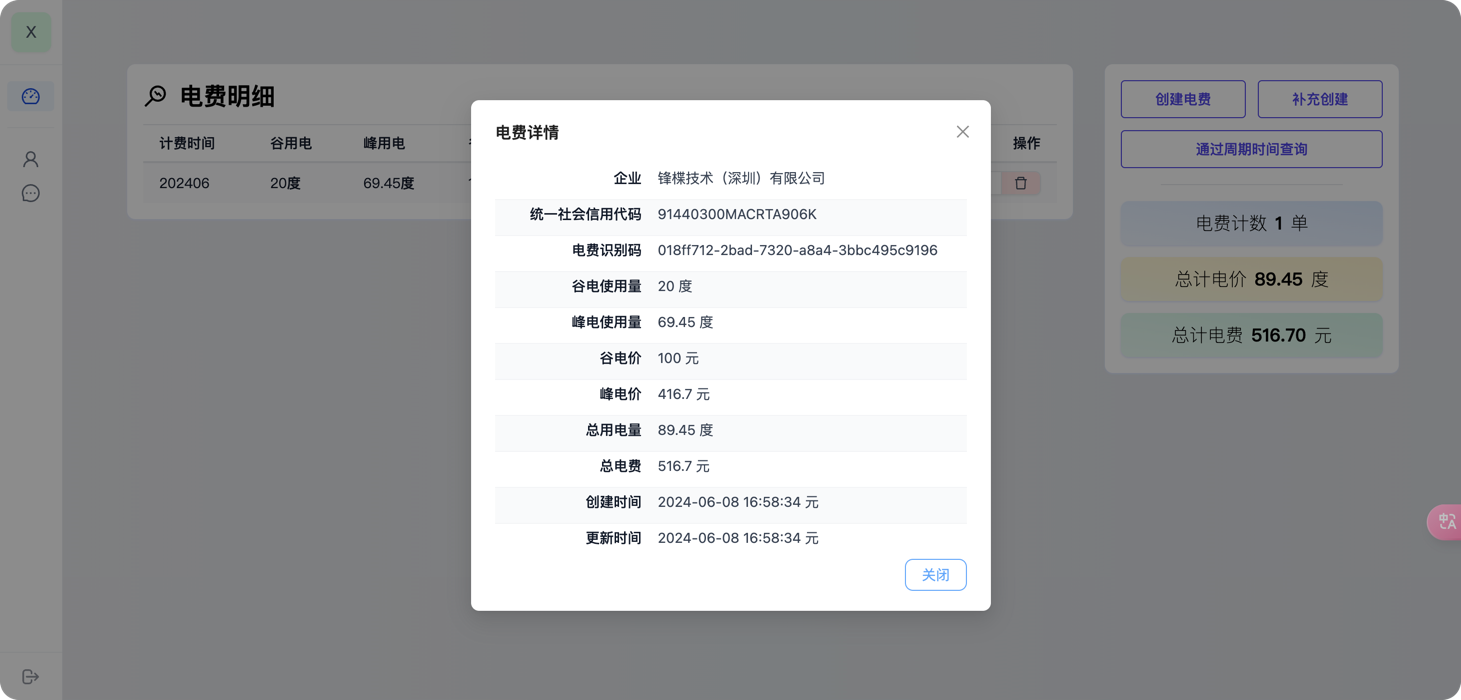 X
电费明细
计费时间 谷用电 峰用电 操作
202406 20度 69.45度
创建电费 补充创建
通过周期时间查询
电费计数 1 单
总计电价 89.45 度
总计电费 516.70 元
电费详情
企业 锋楪技术（深圳）有限公司
统一社会信用代码 91440300MACRTA906K
电费识别码 018ff712-2bad-7320-a8a4-3bbc495c9196
谷电使用量 20 度
峰电使用量 69.45 度
谷电价 100 元
峰电价 416.7 元
总用电量 89.45 度
总电费 516.7 元
创建时间 2024-06-08 16:58:34 元
更新时间 2024-06-08 16:58:34 元
关闭
中
A